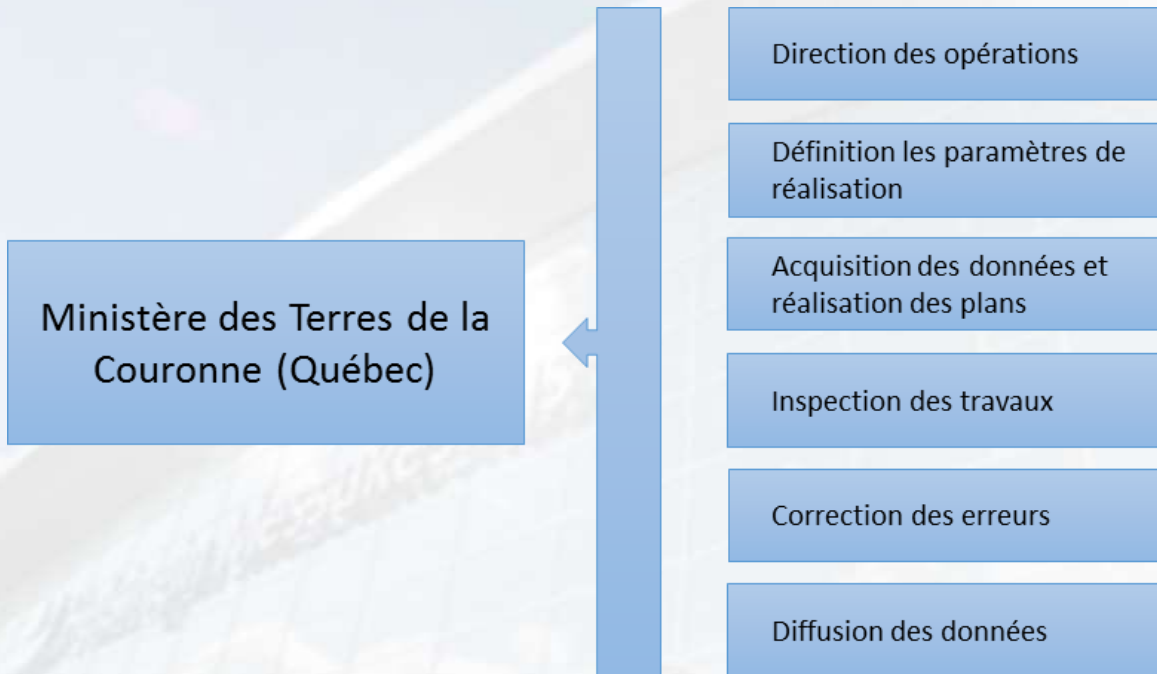 Direction des opérations
Définition les paramètres de
réalisation
Acquisition des données et
réalisation des plans
Ministère des Terres de la
Couronne (Québec)
Inspection des travaux
Correction des erreurs
Diffusion des données